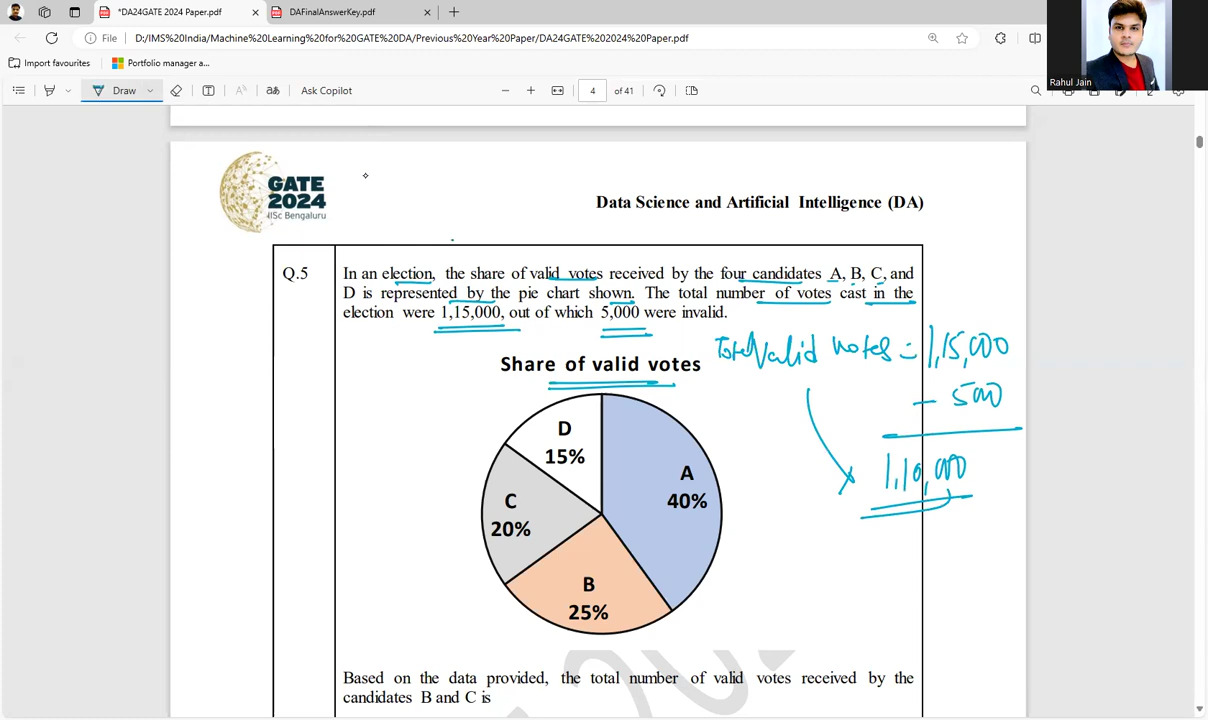 *DA24GATE 2024 Paper.pdf
DAFinalAnswerKey.pdf
File
D:/IMS%20India/Machine%20Learning%20for%20GATE%20DA/Previous%20Year%20Paper/DA24GATE%202024%20Paper.pdf
Import favourites
Portfolio manager a...
Draw
Ask Copilot
4
of 41
Rahul Jain
GATE
2024
IISc Bengaluru
Data Science and Artificial Intelligence (DA)
Q.5
In an election, the share of valid votes received by the four candidates A, B, C, and
D is represented by the pie chart shown. The total number of votes cast in the
election were 1,15,000, out of which 5,000 were invalid.
Total valid votes = 1,15,000
- 500
1,10,000
Share of valid votes
D
15%
A
40%
C
20%
B
25%
Based on the data provided, the total number of valid votes received by the
candidates B and C is